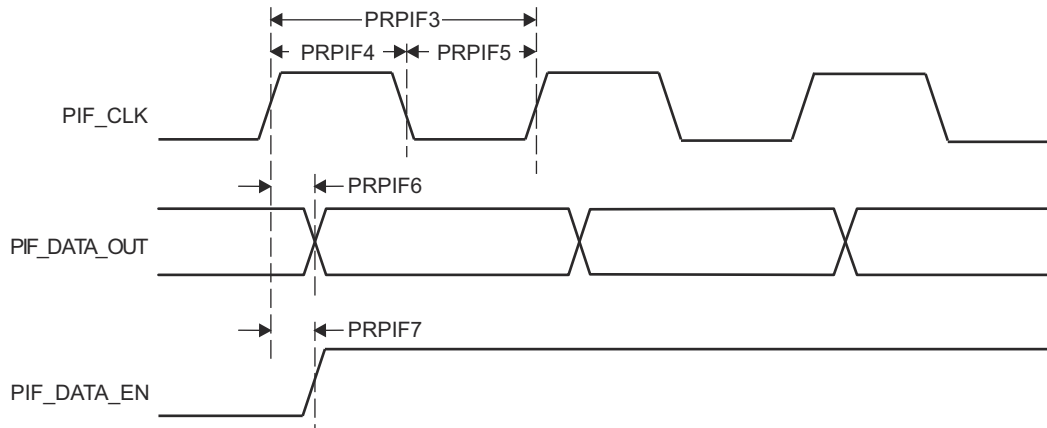 PRPIF3
PRPIF4 PRPIF5
PIF_CLK
PRPIF6
PIF_DATA_OUT
PRPIF7
PIF_DATA_EN